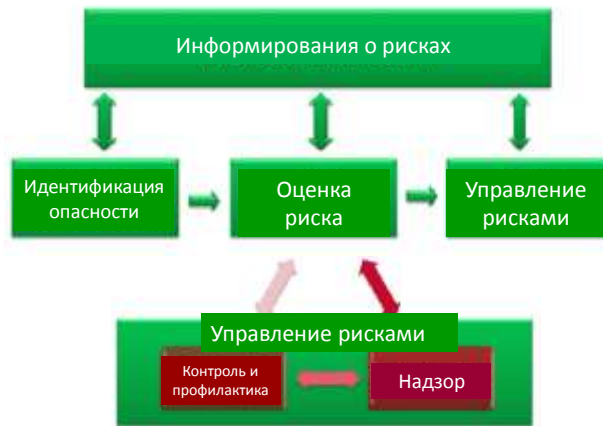 Информирования о рисках
Идентификация
опасности
Оценка
риска
Управление
рисками
Управление рисками
Контроль и
профилактика
Надзор